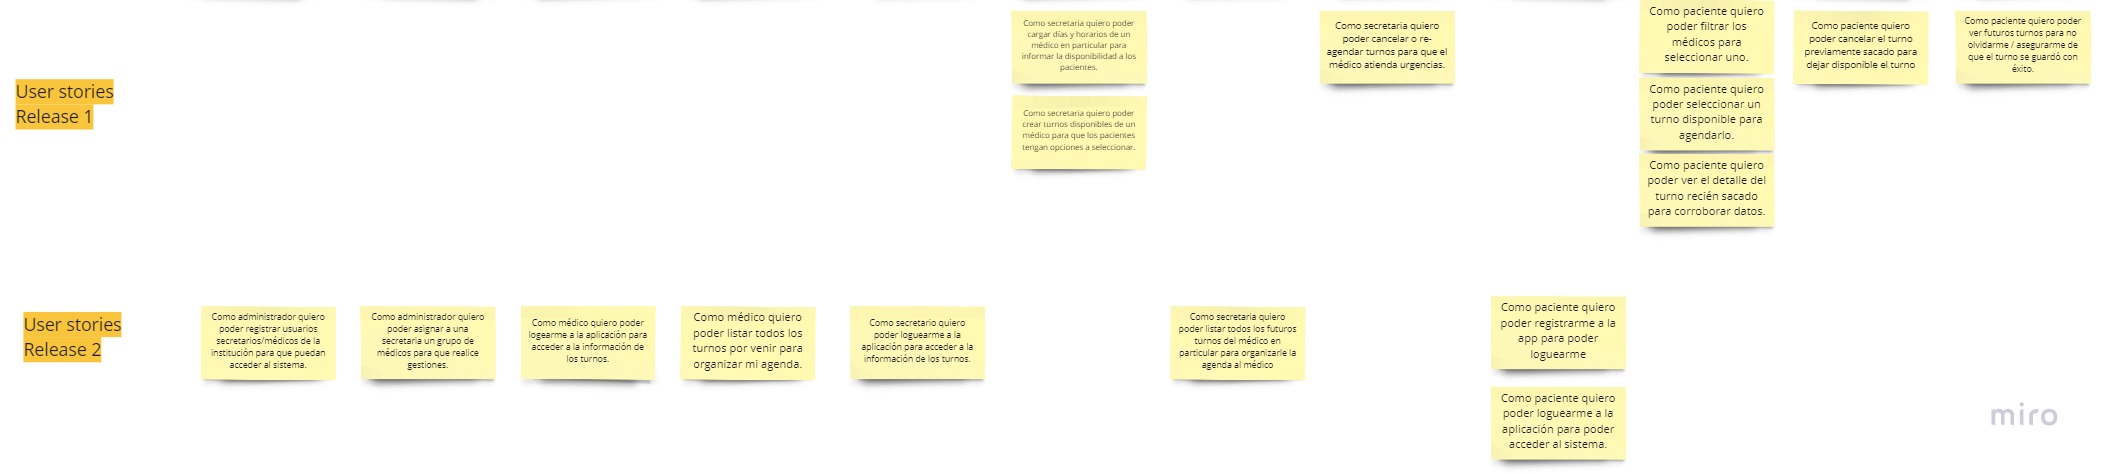 User stories
Release 1
Como secretaria quiero poder
cargar días y horarios de un
médico en particular para
informar la disponibilidad a los
pacientes.
Como secretaria quiero poder
crear turnos disponibles de un
médico para que los pacientes
tengan opciones a seleccionar.
Como secretaria quiero
poder cancelar o re-
agendar turnos para que el
médico atienda urgencias.
Como paciente quiero
poder filtrar los
médicos para
seleccionar uno.
Como paciente quiero
poder seleccionar un
turno disponible para
agendarlo.
Como paciente quiero
poder ver el detalle del
turno recién sacado
para corroborar datos.
Como paciente quiero
poder cancelar el turno
previamente sacado para
dejar disponible el turno
Como paciente quiero poder
ver futuros turnos para no
olvidarme / asegurarme de
que el turno se guardó con
éxito.
User stories
Release 2
Como administrador quiero
poder registrar usuarios
secretarios/médicos de la
institución para que puedan
acceder al sistema.
Como administrador quiero
poder asignar a una
secretaria un grupo de
médicos para que realice
gestiones.
Como médico quiero poder
logearme a la aplicación para
acceder a la información de
los turnos.
Como médico quiero
poder listar todos los
turnos por venir para
organizar mi agenda.
Como secretario quiero
poder loguearme a la
aplicación para acceder a la
información de los turnos.
Como secretaria quiero
poder listar todos los futuros
turnos del médico en
particular para organizarle la
agenda al médico
Como paciente quiero
poder registrarme a la
app para poder
loguearme
Como paciente quiero
poder loguearme a la
aplicación para poder
acceder al sistema.
miro